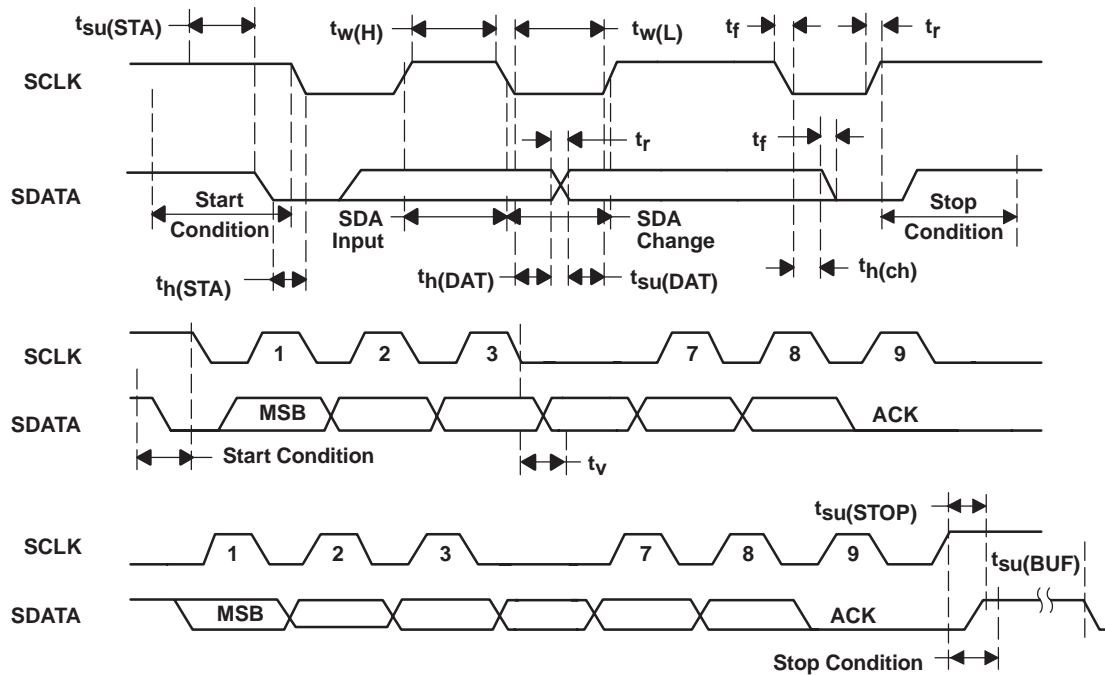 tsu(STA)
tw(H)
tw(L)
tf
tr
SCLK
tr
tf
SDATA
Start
Condition
SDA
Input
SDA
Change
Stop
Condition
th(STA)
th(DAT)
tsu(DAT)
th(ch)
SCLK
1
2
3
7
8
9
SDATA
MSB
ACK
Start Condition
tv
tsu(STOP)
SCLK
1
2
3
7
8
9
tsu(BUF)
SDATA
MSB
ACK
Stop Condition